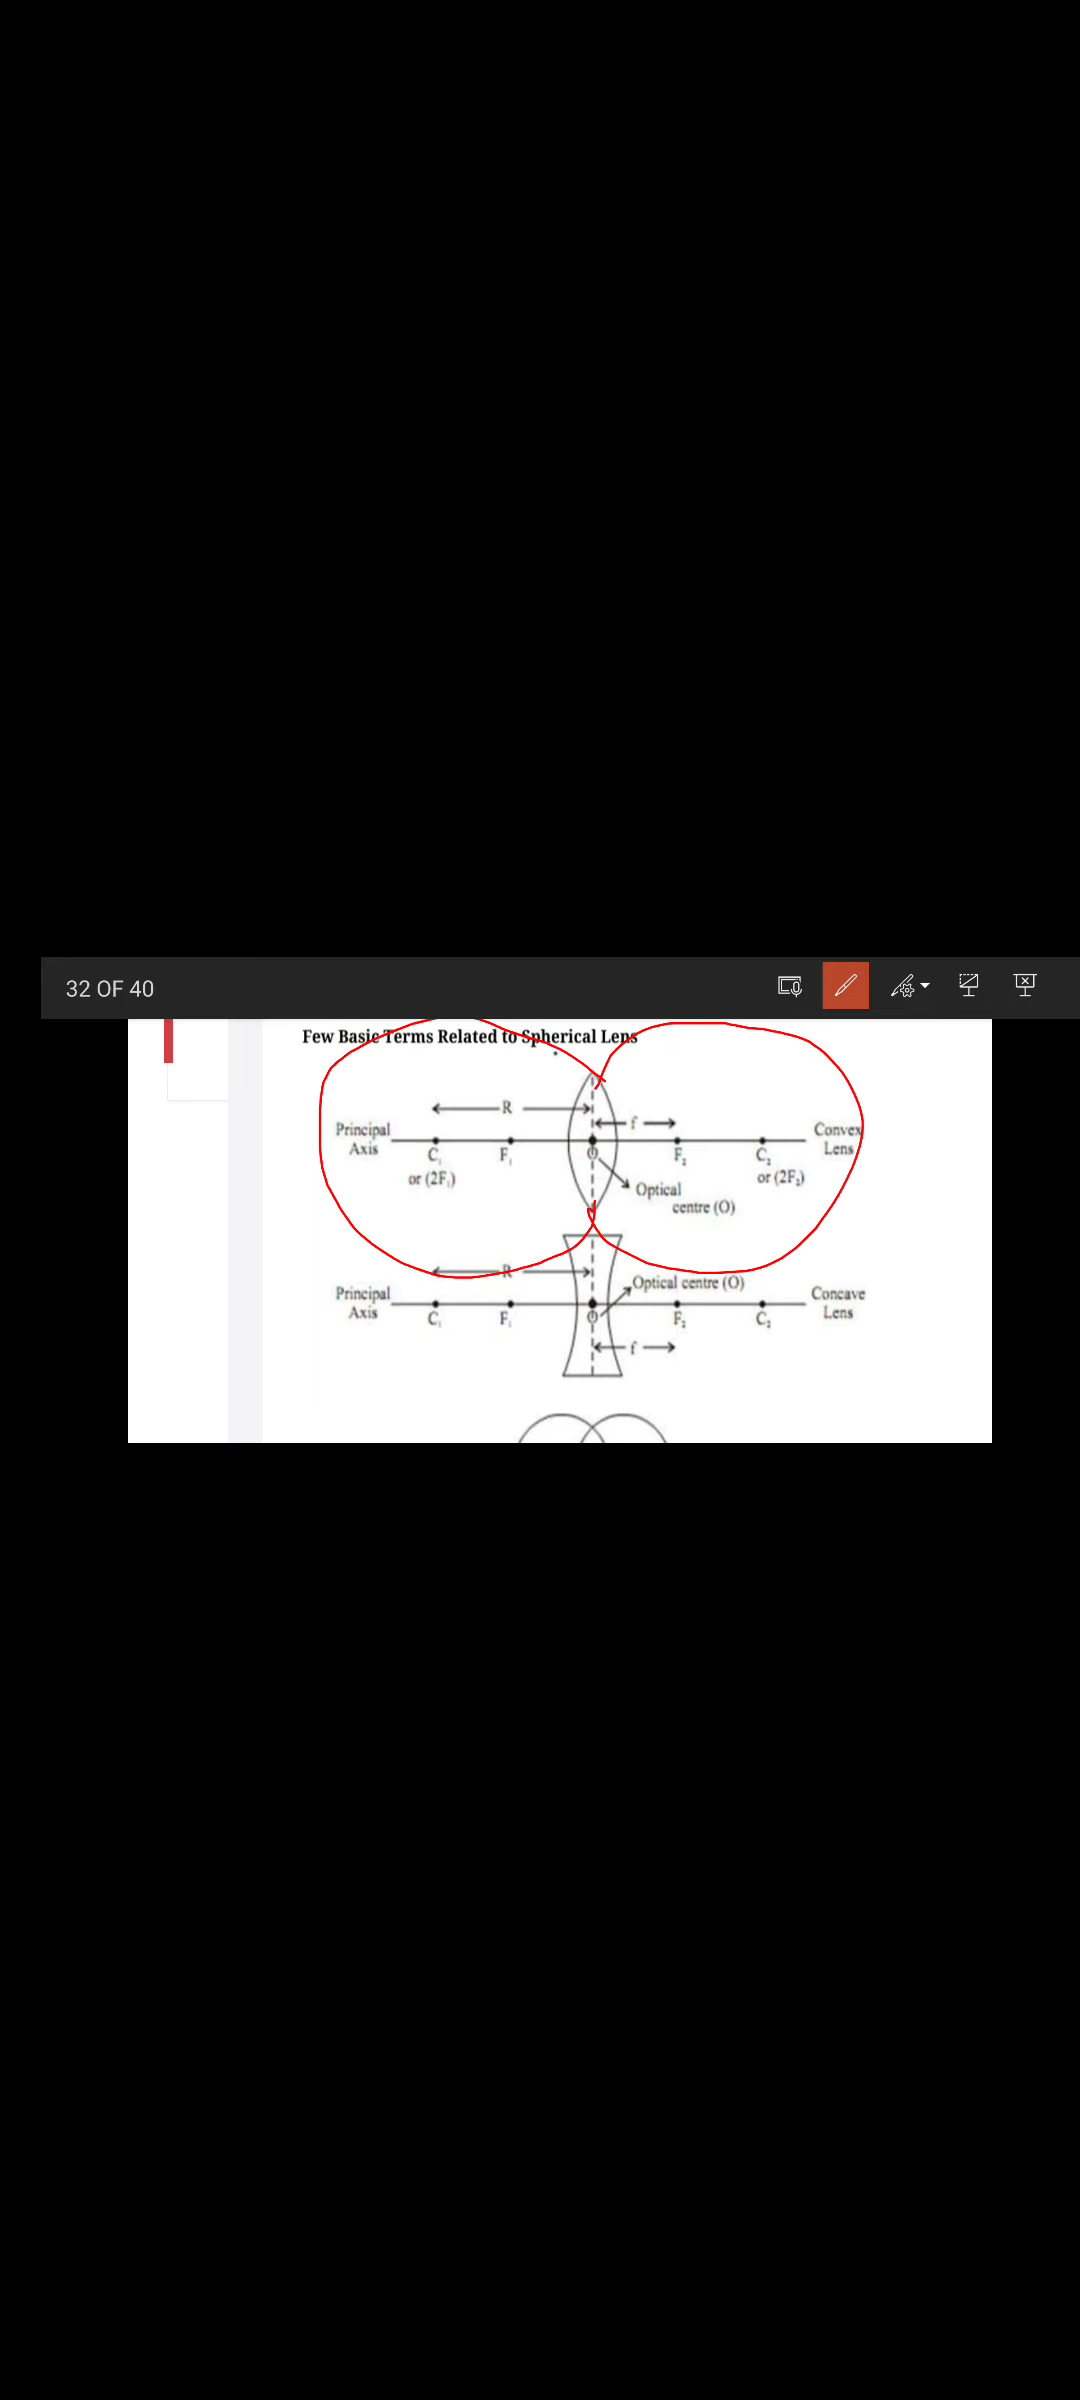 32 OF 40
Few Basic Terms Related to Spherical Lens
R
f
Principal
Axis
Convex
Lens
C₁
F₁
O
F₂
C₂
or (2F₁)
or (2F₂)
Optical
centre (O)
R
Optical centre (O)
Principal
Axis
Concave
Lens
C₁
F₁
O
F₂
C₂
f